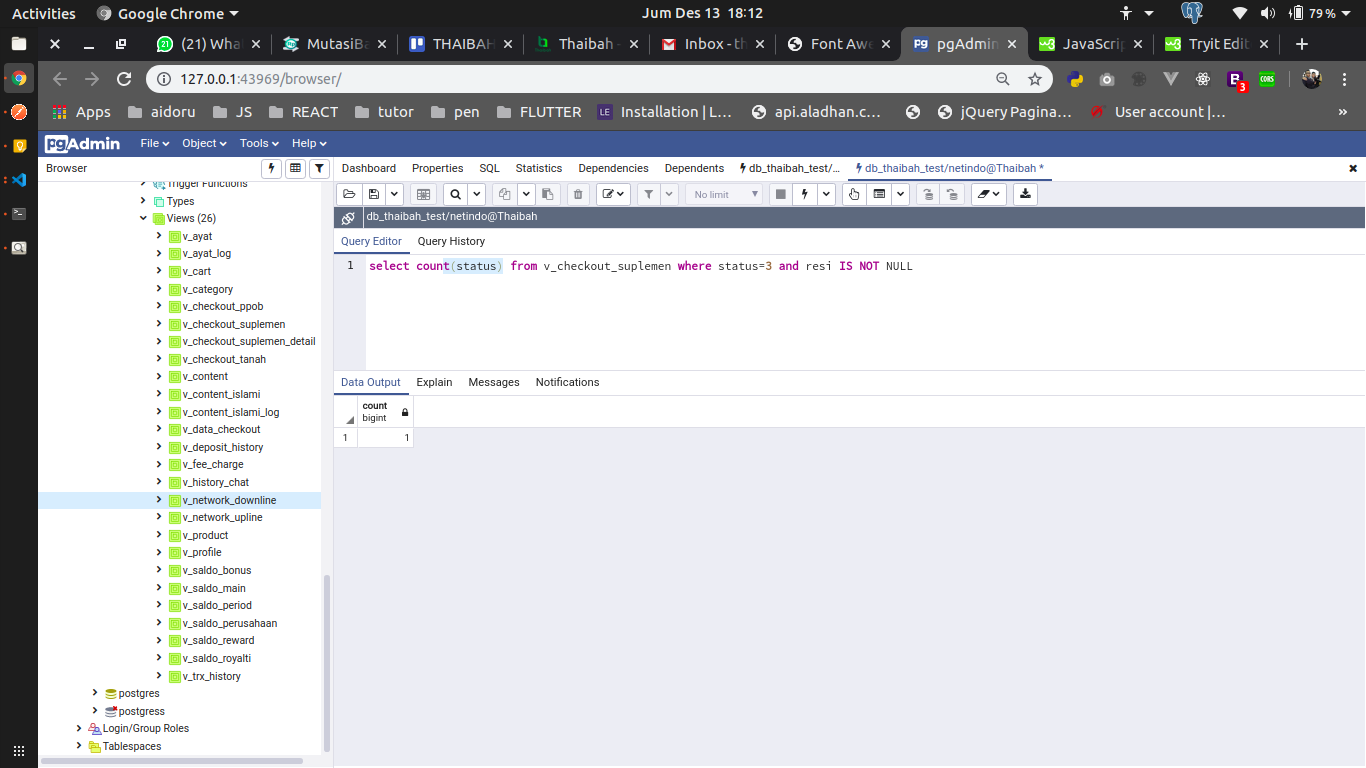 Activities
Google Chrome
Jum Des 13 18:12
79 %
(21) Wha
MutasiBa
THAIBAH
Thaibah -
Inbox - th
Font Awe
pgAdmin
JavaScrip
Tryit Edit
127.0.0.1:43969/browser/
3
CORS
Apps
aidoru
JS
REACT
tutor
pen
FLUTTER
LE
Installation | L...
api.aladhan.c...
jQuery Pagina...
User account |...
»
pgAdmin
File
Object
Tools
Help
Browser
Dashboard
Properties
SQL
Statistics
Dependencies
Dependents
db_thaibah_test/...
db_thaibah_test/netindo@Thaibah *
No limit
db_thaibah_test/netindo@Thaibah
Query Editor
Query History
1
select count(status) from v_checkout_suplemen where status=3 and resi IS NOT NULL
Data Output
Explain
Messages
Notifications
count
bigint
1
1
Trigger Functions
Types
Views (26)
v_ayat
v_ayat_log
v_cart
v_category
v_checkout_ppob
v_checkout_suplemen
v_checkout_suplemen_detail
v_checkout_tanah
v_content
v_content_islami
v_content_islami_log
v_data_checkout
v_deposit_history
v_fee_charge
v_history_chat
v_network_downline
v_network_upline
v_product
v_profile
v_saldo_bonus
v_saldo_main
v_saldo_period
v_saldo_perusahaan
v_saldo_reward
v_saldo_royalti
v_trx_history
postgres
postgress
Login/Group Roles
Tablespaces